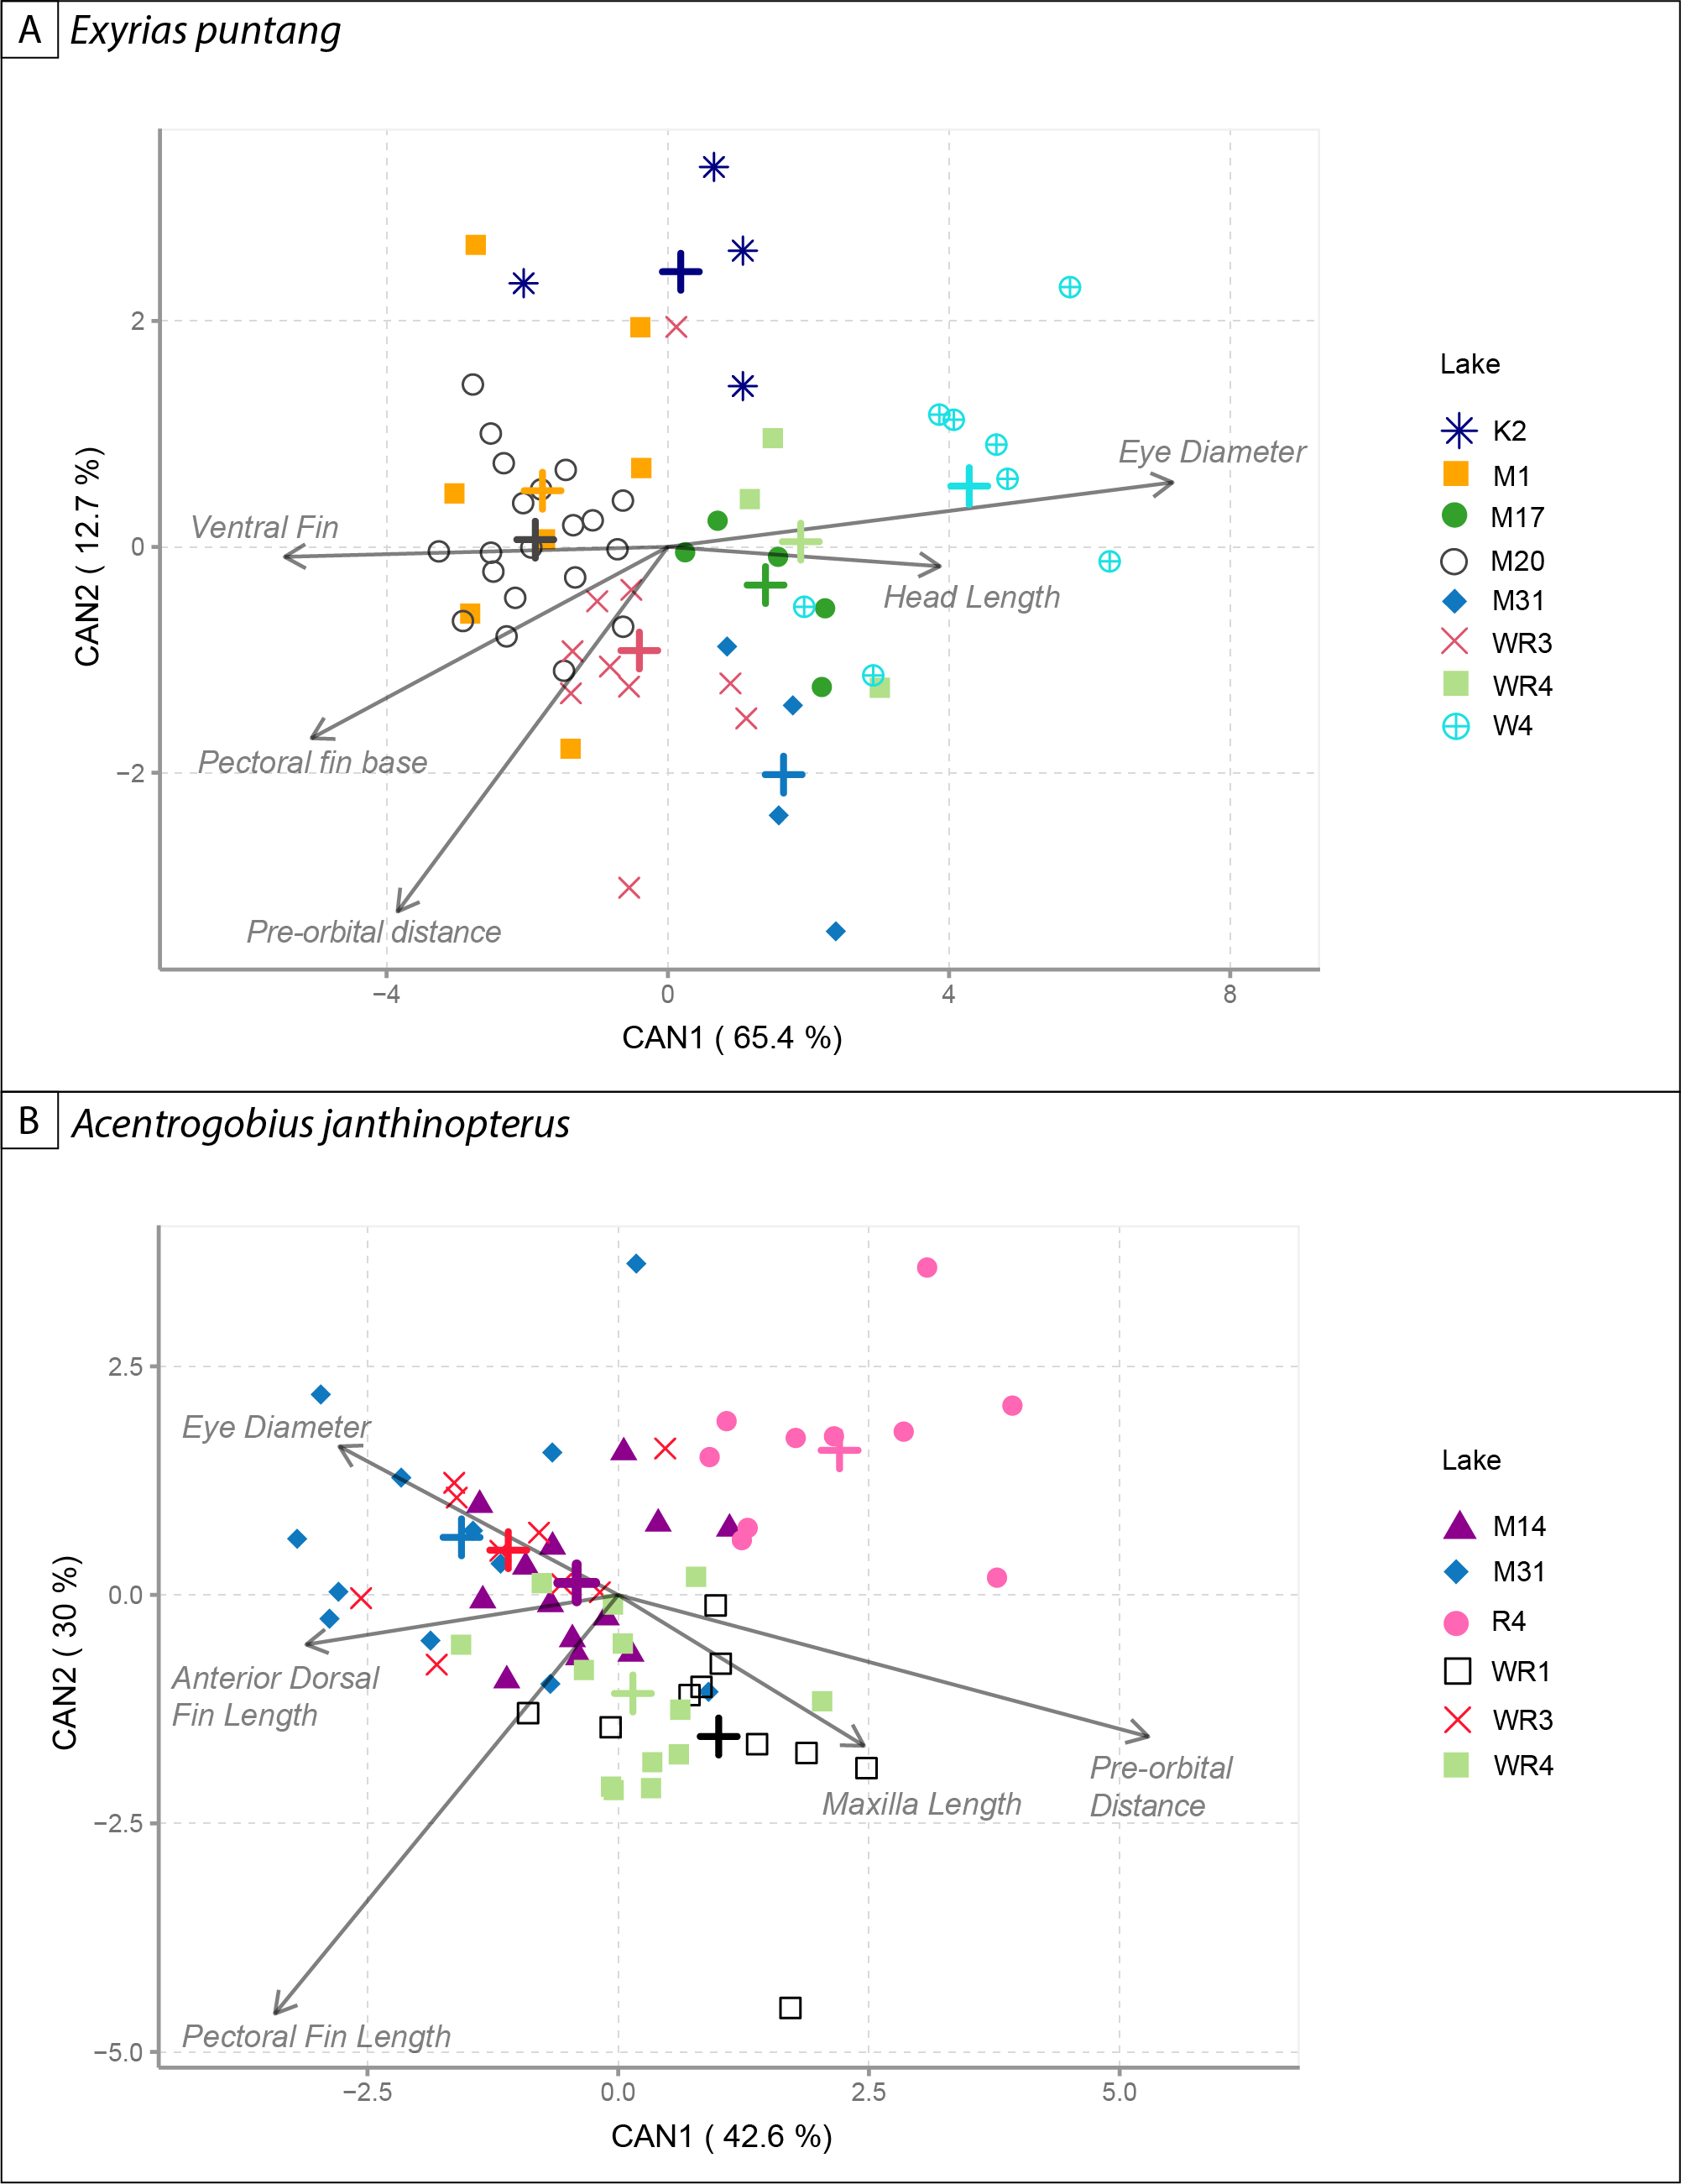 A Exyrias puntang
CAN2 ( 12.7 %)
2
0
−2
−4 0 4 8
CAN1 ( 65.4 %)
Eye Diameter
Ventral Fin
Head Length
Pectoral fin base
Pre-orbital distance
Lake
K2
M1
M17
M20
M31
WR3
WR4
W4
B Acentrogobius janthinopterus
CAN2 ( 30 %)
2.5
0.0
−2.5
−5.0
−2.5 0.0 2.5 5.0
CAN1 ( 42.6 %)
Eye Diameter
Anterior Dorsal
Fin Length
Pre-orbital
Distance
Maxilla Length
Pectoral Fin Length
Lake
M14
M31
R4
WR1
WR3
WR4